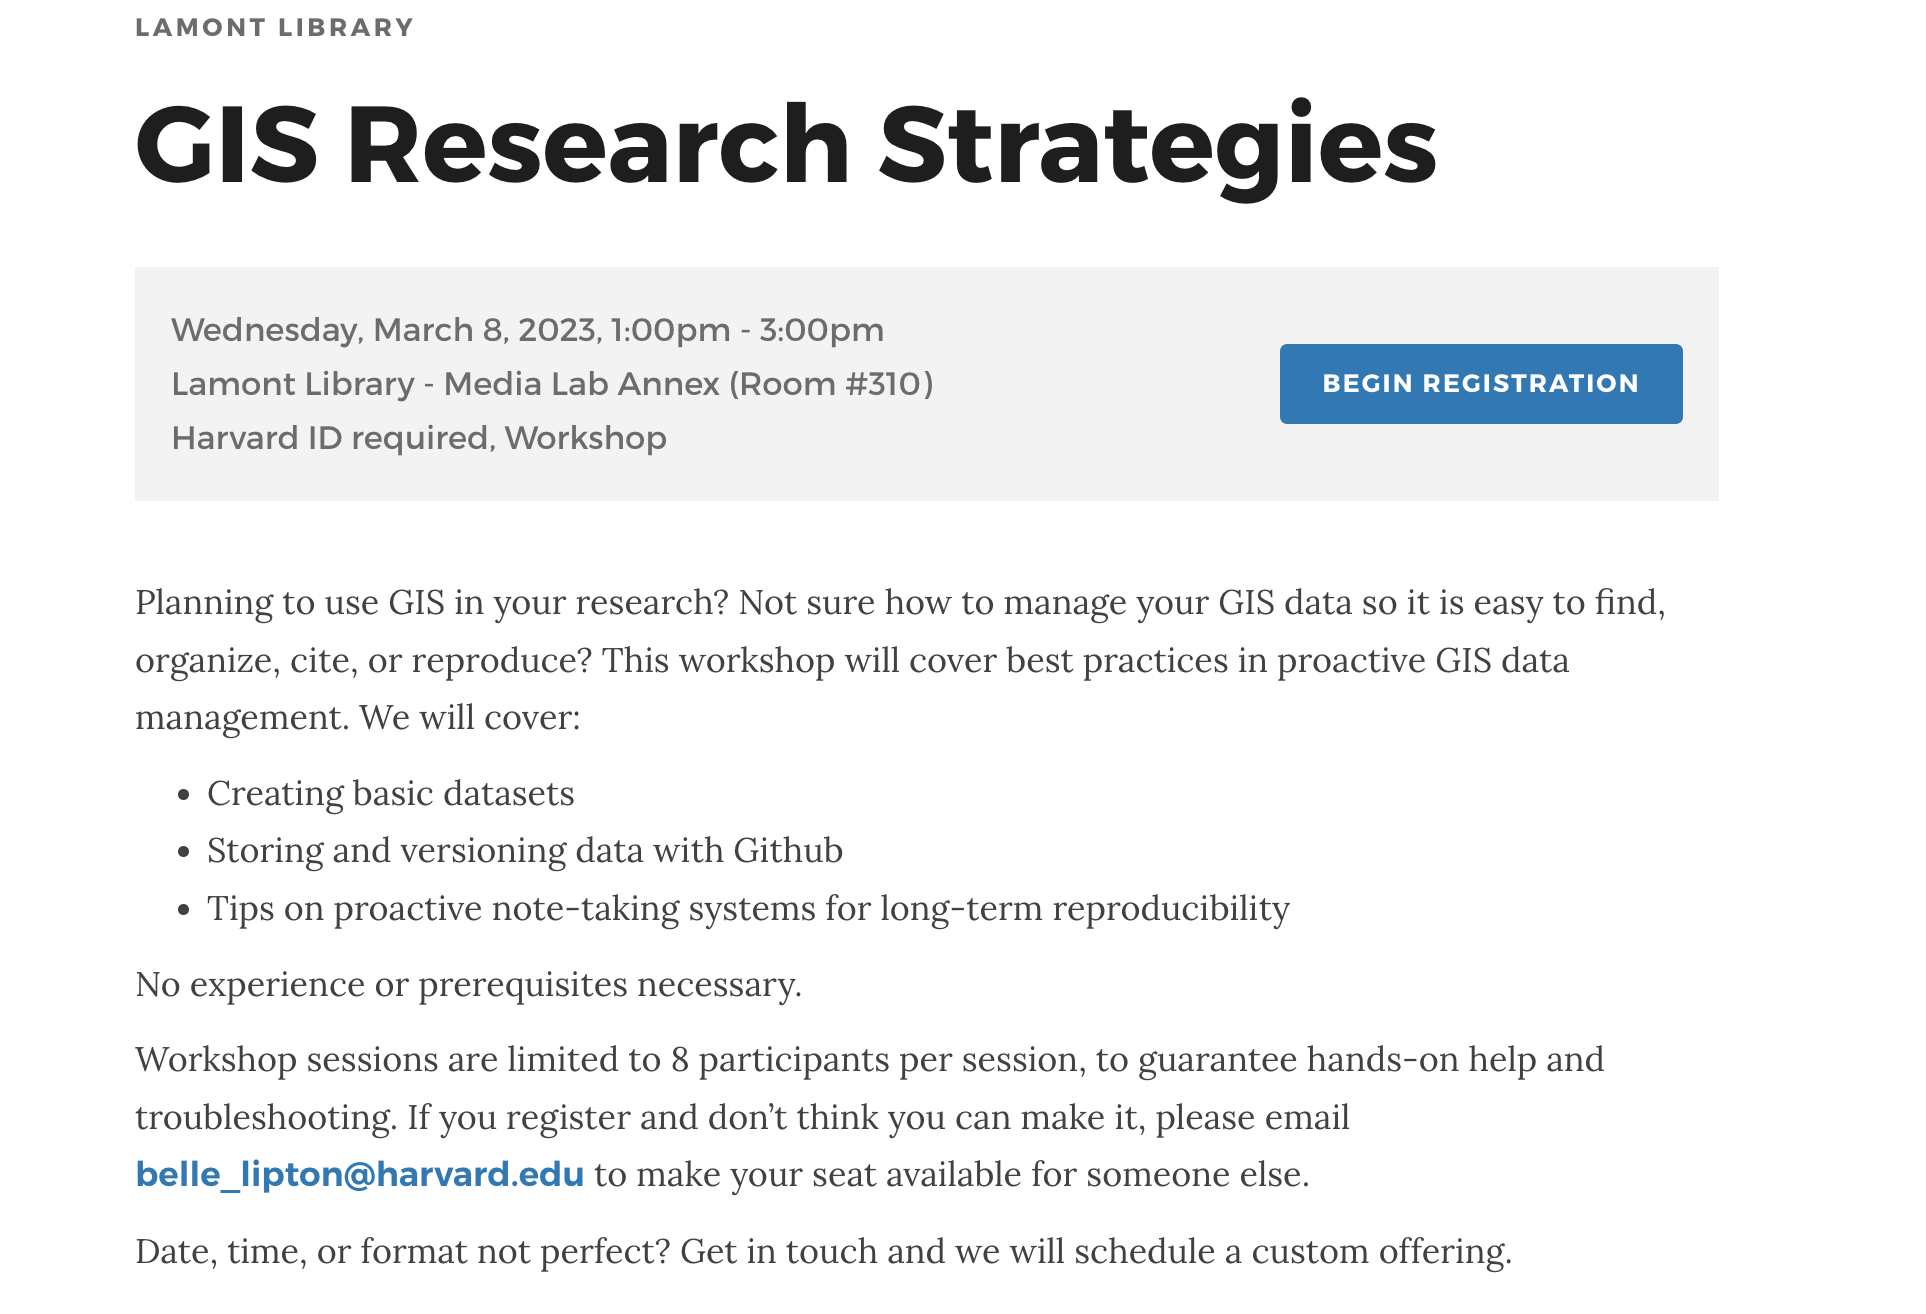 LAMONT LIBRARY
GIS Research Strategies
Wednesday, March 8, 2023, 1:00pm - 3:00pm
Lamont Library - Media Lab Annex (Room #310)
Harvard ID required, Workshop
BEGIN REGISTRATION
Planning to use GIS in your research? Not sure how to manage your GIS data so it is easy to find,
organize, cite, or reproduce? This workshop will cover best practices in proactive GIS data
management. We will cover:
• Creating basic datasets
• Storing and versioning data with Github
• Tips on proactive note-taking systems for long-term reproducibility
No experience or prerequisites necessary.
Workshop sessions are limited to 8 participants per session, to guarantee hands-on help and
troubleshooting. If you register and don’t think you can make it, please email
belle_lipton@harvard.edu to make your seat available for someone else.
Date, time, or format not perfect? Get in touch and we will schedule a custom offering.